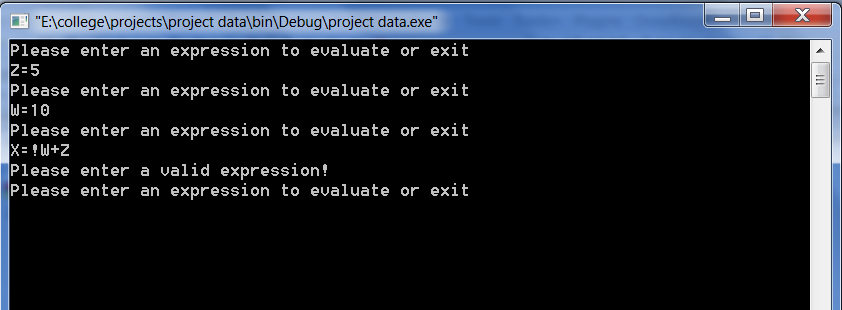 "E:\college\projects\project data\bin\Debug\project data.exe"
Please enter an expression to evaluate or exit
Z=5
Please enter an expression to evaluate or exit
W=10
Please enter an expression to evaluate or exit
X=!W+Z
Please enter a valid expression!
Please enter an expression to evaluate or exit